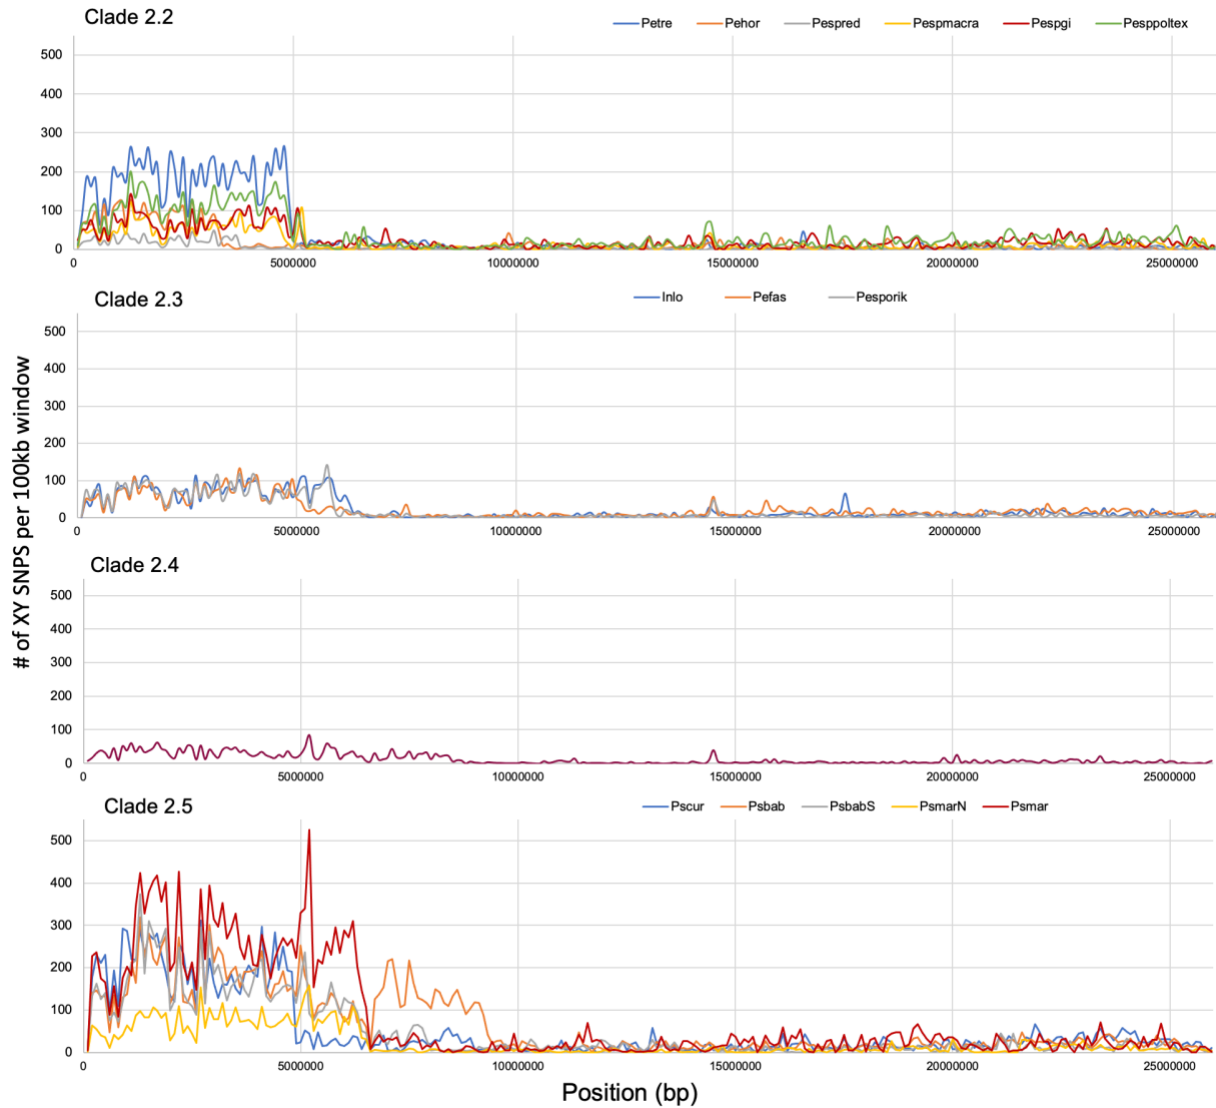 Clade 2.2
Petre Pehor Pespred Pespmacra Pespgi Pesppoltex
500
400
300
200
100
0
0 5000000 10000000 15000000 20000000 25000000
Clade 2.3
Inlo Pefas Pesporik
500
400
300
200
100
0
0 5000000 10000000 15000000 20000000 25000000
# of XY SNPS per 100kb window
Clade 2.4
500
400
300
200
100
0
0 5000000 10000000 15000000 20000000 25000000
Clade 2.5
Pscur Psbab PsbabS PsmarN Psmar
500
400
300
200
100
0
0 5000000 10000000 15000000 20000000 25000000
Position (bp)